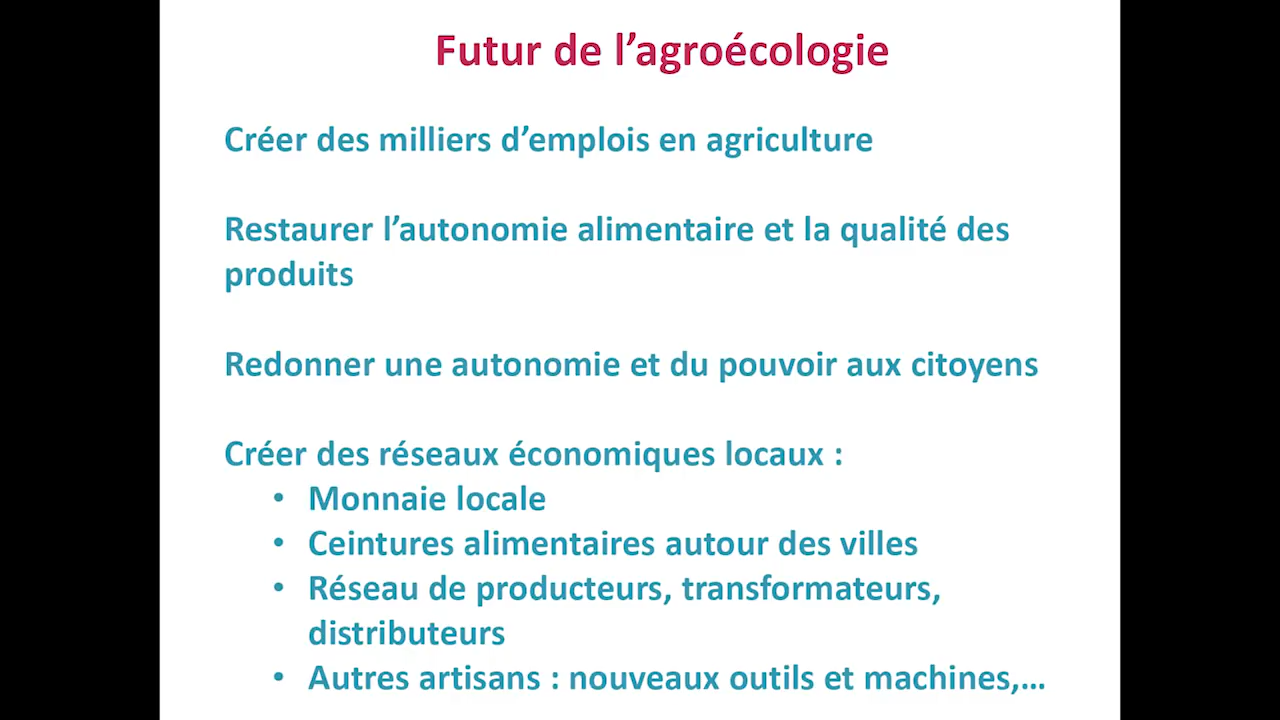 Futur de l’agroécologie
Créer des milliers d’emplois en agriculture
Restaurer l’autonomie alimentaire et la qualité des
produits
Redonner une autonomie et du pouvoir aux citoyens
Créer des réseaux économiques locaux :
• Monnaie locale
• Ceintures alimentaires autour des villes
• Réseau de producteurs, transformateurs,
distributeurs
• Autres artisans : nouveaux outils et machines,…